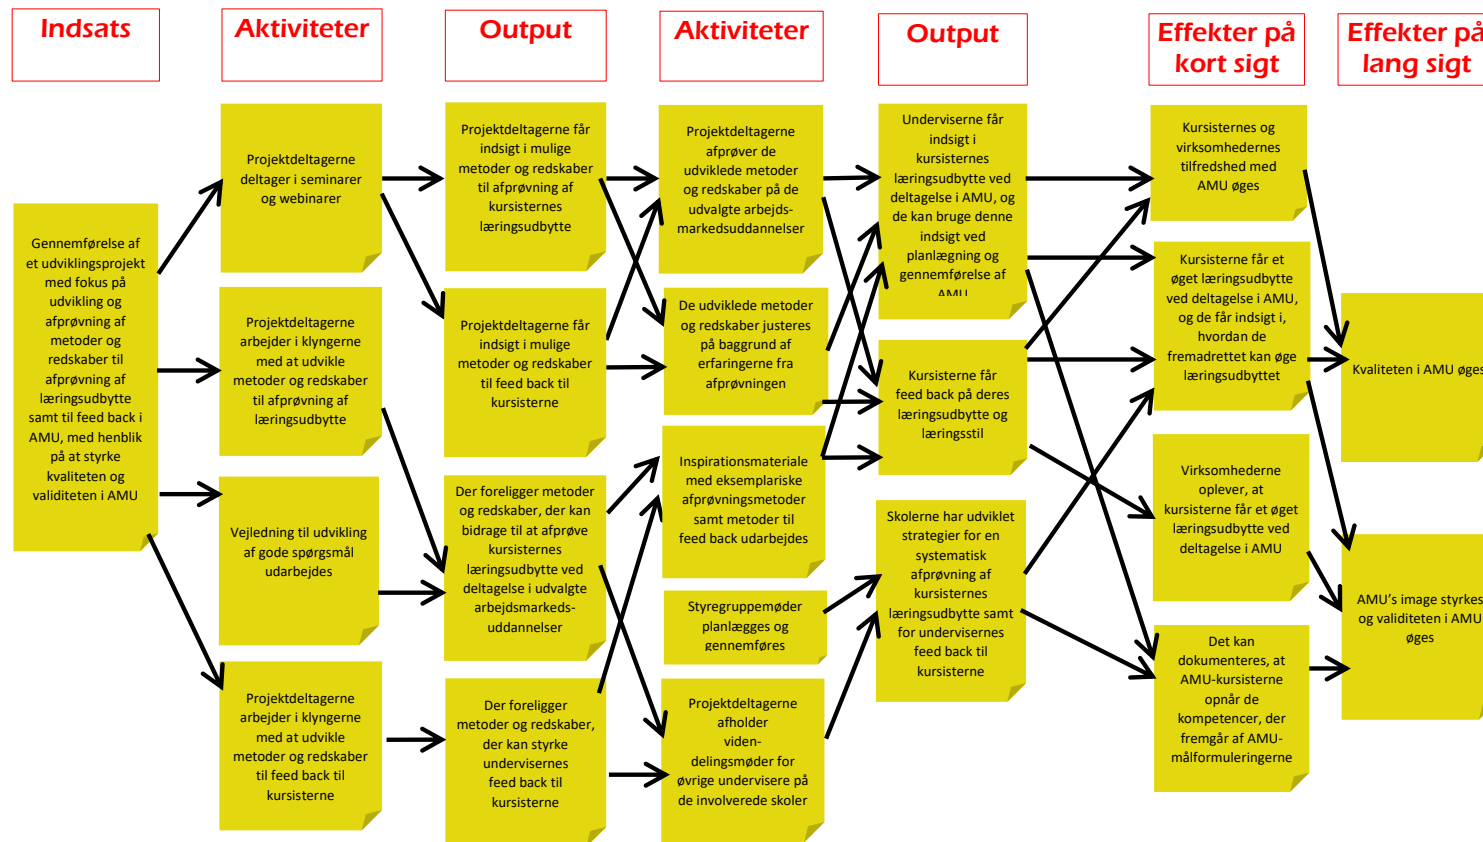 Indsats
Aktiviteter
Output
Aktiviteter
Output
Effekter på
kort sigt
Effekter på
lang sigt
Gennemførelse af
et udviklingsprojekt
med fokus på
udvikling og
afprøvning af
metoder og
redskaber til
afprøvning af
læringsudbytte
samt til feed back i
AMU, med henblik
på at styrke
kvaliteten og
validiteten i AMU
Projektdeltagerne
deltager i seminarer
og webinarer
Projektdeltagerne
arbejder i klyngerne
med at udvikle
metoder og redskaber
til afprøvning af
læringsudbytte
Vejledning til udvikling
af gode spørgsmål
udarbejdes
Projektdeltagerne
arbejder i klyngerne
med at udvikle
metoder og redskaber
til feed back til
kursisterne
Projektdeltagerne får
indsigt i mulige
metoder og redskaber
til afprøvning af
kursisternes
læringsudbytte
Projektdeltagerne får
indsigt i mulige
metoder og redskaber
til feed back til
kursisterne
Der foreligger metoder
og redskaber, der kan
bidrage til at afprøve
kursisternes
læringsudbytte ved
deltagelse i udvalgte
arbejdsmarkeds-
uddannelser
Der foreligger
metoder og redskaber,
der kan styrke
undervisernes
feed back til
kursisterne
Projektdeltagerne
afprøver de
udviklede metoder
og redskaber på de
udvalgte arbejds-
markedsuddannelser
De udviklede metoder
og redskaber justeres
på baggrund af
erfaringerne fra
afprøvningen
Inspirationsmateriale
med eksemplariske
afprøvningsmetoder
samt metoder til
feed back udarbejdes
Styregruppemøder
planlægges og
gennemføres
Projektdeltagerne
afholder
viden-
delingsmøder for
øvrige undervisere på
de involverede skoler
Underviserne får
indsigt i
kursisternes
læringsudbytte ved
deltagelse i AMU, og
de kan bruge denne
indsigt ved
planlægning og
gennemførelse af
AMU
Kursisterne får
feed back på deres
læringsudbytte og
læringsstil
Skolerne har udviklet
strategier for en
systematisk
afprøvning af
kursisternes
læringsudbytte samt
for undervisernes
feed back til
kursisterne
Kursisternes og
virksomhedernes
tilfredshed med
AMU øges
Kursisterne får et
øget læringsudbytte
ved deltagelse i AMU,
og de får indsigt i,
hvordan de
fremadrettet kan øge
læringsudbyttet
Virksomhederne
oplever, at
kursisterne får et øget
læringsudbytte ved
deltagelse i AMU
Det kan
dokumenteres, at
AMU-kursisterne
opnår de
kompetencer, der
fremgår af AMU-
målformuleringerne
Kvaliteten i AMU øges
AMU's image styrkes
og validiteten i AMU
øges